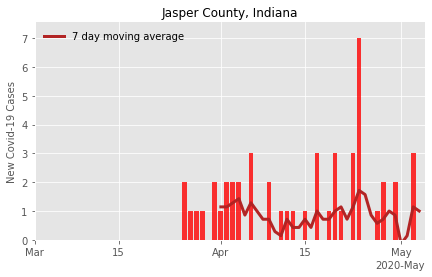 Jasper County, Indiana
7 day moving average
New Covid-19 Cases
7
6
5
4
3
2
1
0
Mar
15
Apr
15
May
2020-May